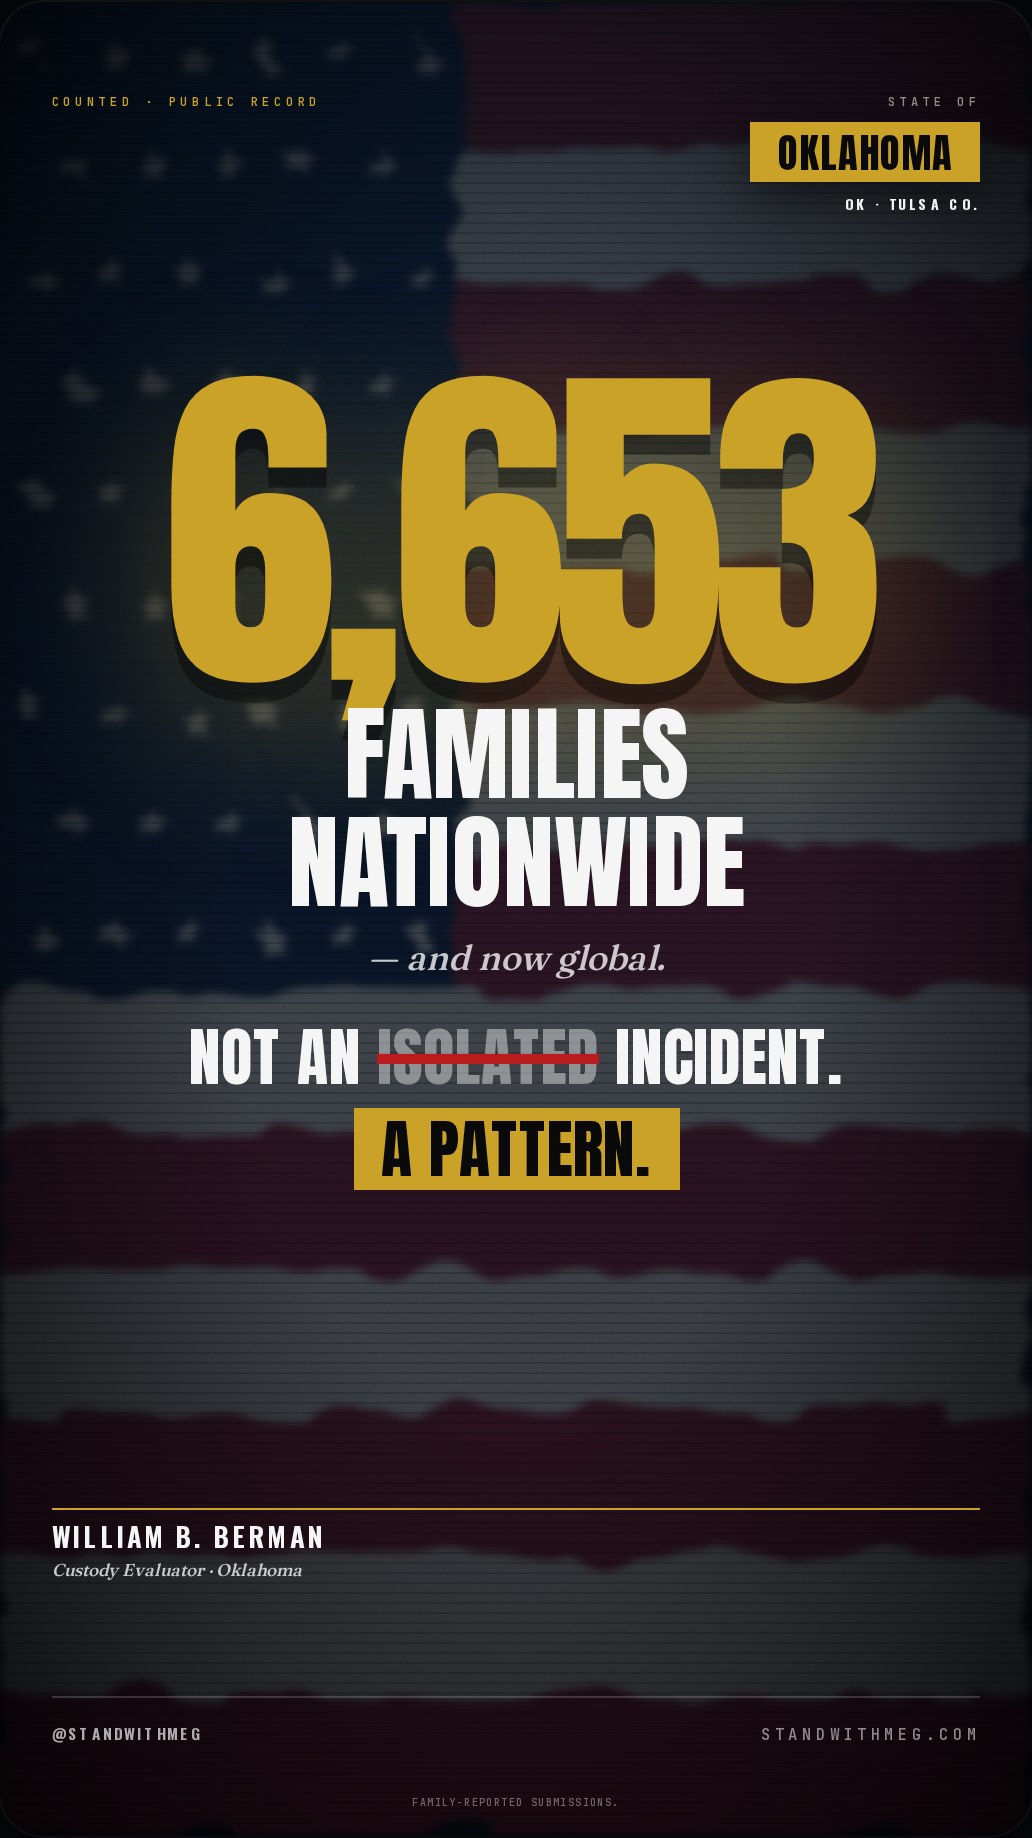 COUNTED · PUBLIC RECORD
STATE OF
OKLAHOMA
OK · TULSA CO.
6,653
FAMILIES
NATIONWIDE
— and now global.
NOT AN ISOLATED INCIDENT.
A PATTERN.
WILLIAM B. BERMAN
Custody Evaluator · Oklahoma
@STANDWITHMEG
STANDWITHMEG.COM
FAMILY-REPORTED SUBMISSIONS.